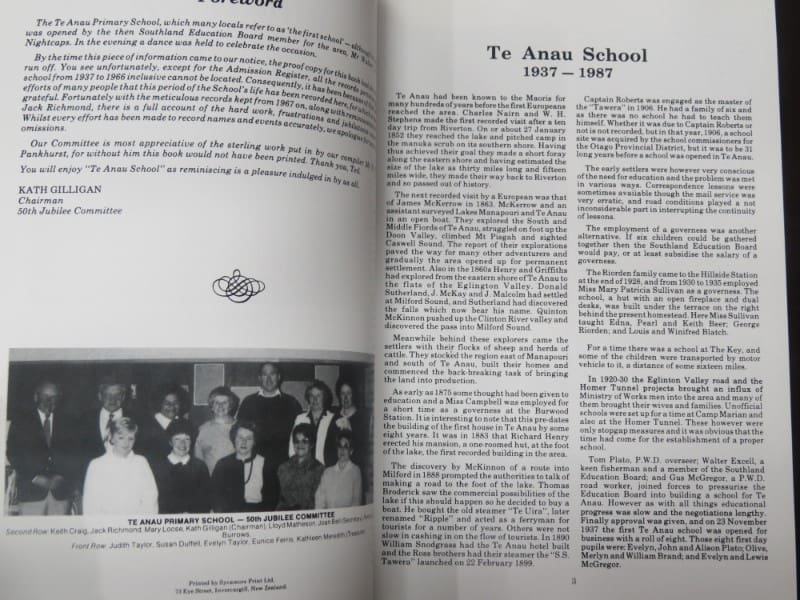 Foreword
The Te Anau Primary School, which many locals refer to as 'the first school' — although
was opened by the then Southland Education Board member for the area, Mr
Nightcaps. In the evening a dance was held to celebrate the occasion.
By the time this piece of information came to our notice, the proof copy for this book had
run off. You see unfortunately, except for the Admission Register, all the records
school from 1937 to 1966 inclusive cannot be located. Consequently, it has been because of the
efforts of many people that this period of the School's life has been recorded here, for
grateful. Fortunately with the meticulous records kept from 1967 on, along with
Jack Richmond, there is a full account of the hard work, frustrations and jubilations
Whilst every effort has been made to record names and events accurately, we apologise
omissions.
Our Committee is most appreciative of the sterling work put in by our compiler Mr
Pankhurst, for without him this book would not have been printed. Thank you, Ted.
You will enjoy "Te Anau School" as reminiscing is a pleasure indulged in by us all.
KATH GILLIGAN
Chairman
50th Jubilee Committee
TE ANAU PRIMARY SCHOOL — 50th JUBILEE COMMITTEE
Second Row: Keith Craig, Jack Richmond, Mary Loose, Kath Gilligan (Chairman), Lloyd Matheson, Joan Bell (Secretary),
Burrows.
Front Row: Judith Taylor, Susan Dulfell, Evelyn Taylor, Eunice Ferris, Kathleen Meredith (Treasurer)
Printed by Sycamore Print Ltd.
73 Eye Street, Invercargill, New Zealand.
Te Anau School
1937 — 1987
Te Anau had been known to the Maoris for
many hundreds of years before the first Europeans
reached the area. Charles Nairn and W. H.
Stephens made the first recorded visit after a ten
day trip from Riverton. On or about 27 January
1852 they reached the lake and pitched camp in
the manuka scrub on its southern shore. Having
thus achieved their goal they made a short foray
along the eastern shore and having estimated the
size of the lake as thirty miles long and fifteen
miles wide, they made their way back to Riverton
and so passed out of history.
The next recorded visit by a European was that
of James McKerrow in 1863. McKerrow and an
assistant surveyed Lakes Manapouri and Te Anau
in an open boat. They explored the South and
Middle Fiords of Te Anau, struggled on foot up the
Doon Valley, climbed Mt Pisgah and sighted
Caswell Sound. The report of their explorations
paved the way for many other adventurers and
gradually the area opened up for permanent
settlement. Also in the 1860s Henry and Griffiths
had explored from the eastern shore of Te Anau to
the flats of the Eglington Valley. Donald
Sutherland, J. McKay and J. Malcolm had settled
at Milford Sound, and Sutherland had discovered
the falls which now bear his name. Quinton
McKinnon pushed up the Clinton River valley and
discovered the pass into Milford Sound.
Meanwhile behind these explorers came the
settlers with their flocks of sheep and herds of
cattle. They stocked the region east of Manapouri
and south of Te Anau, built their homes and
commenced the back-breaking task of bringing
the land into production.
As early as 1875 some thought had been given to
education and a Miss Campbell was employed for
a short time as a governess at the Burwood
Station. It is interesting to note that this pre-dates
the building of the first house in Te Anau by some
eight years. It was in 1883 that Richard Henry
erected his mansion, a one-roomed hut, at the foot of
the lake, the first recorded building in the area.
The discovery by McKinnon of a route into
Milford in 1888 prompted the authorities to talk of
making a road to the foot of the lake. Thomas
Broderick saw the commercial possibilities of the
lake if this should happen so he decided to buy a
boat. He bought the old steamer "Te Uira", later
renamed "Ripple" and acted as a ferryman for
tourists for a number of years. Others were not
slow in cashing in on the flow of tourists. In 1890
William Snodgrass had the Te Anau hotel built
and the Ross brothers had their steamer the "S.S.
Tawera" launched on 22 February 1899.
Captain Roberts was engaged as the master of
the "Tawera" in 1906. He had a family of six and
as there was no school he had to teach them
himself. Whether it was due to Captain Roberts or
not is not recorded, but in that year, 1906, a school
site was acquired by the school commissioners for
the Otago Provincial District, but it was to be 31
long years before a school was opened in Te Anau.
The early settlers were however very conscious
of the need for education and the problem was met
in various ways. Correspondence lessons were
sometimes available though the mail service was
very erratic, and road conditions played a not
inconsiderable part in interrupting the continuity
of lessons.
The employment of a governess was another
alternative. If six children could be gathered
together then the Southland Education Board
would pay, or at least subsidise the salary of a
governess.
The Riorden family came to the Hillside Station
at the end of 1928, and from 1930 to 1935 employed
Miss Mary Patricia Sullivan as a governess. The
school, a hut with an open fireplace and dual
desks, was built under the terrace on the right
behind the present homestead. Here Miss Sullivan
taught Edna, Pearl and Keith Beer; George
Riorden; and Louis and Winifred Blatch.
For a time there was a school at The Key, and
some of the children were transported by motor
vehicle to it, a distance of some sixteen miles.
In 1920-30 the Eglinton Valley road and the
Homer Tunnel projects brought an influx of
Ministry of Works men into the area and many of
them brought their wives and families. Unofficial
schools were set up for a time at Camp Marian and
also at the Homer Tunnel. These however were
only stopgap measures and it was obvious that the
time had come for the establishment of a proper
school.
Tom Plato, P.W.D. overseer; Walter Excell, a
keen fisherman and a member of the Southland
Education Board; and Gus McGregor, a P.W.D.
road worker, joined forces to pressurise the
Education Board into building a school for Te
Anau. However as with all things educational
progress was slow and the negotiations lengthy.
Finally approval was given, and on 23 November
1937 the first Te Anau school was opened for
business with a roll of eight. Those eight first day
pupils were: Evelyn, John and Alison Plato; Olive,
Merlyn and William Brand; and Evelyn and Lewis
McGregor.
3